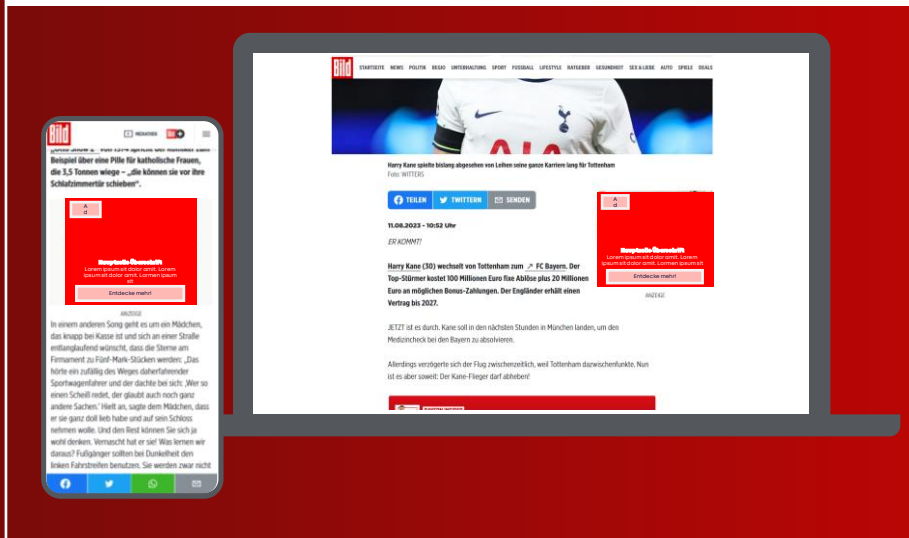 Bild
MEDIATHEK
Bild
"Otto Show 2" von 1974 spricht der Komiker zum
Beispiel über eine Pille für katholische Frauen,
die 3,5 Tonnen wiege – „die können sie vor ihre
Schlafzimmertür schieben“.
Ad
Hauptzeile Überschrift
Lorem ipsum sit dolor amit. Lorem
ipsum sit dolor amit. Lormen ipsum
sit
Entdecke mehr!
ANZEIGE
In einem anderen Song geht es um ein Mädchen,
das knapp bei Kasse ist und sich an einer Straße
entlanglaufend wünscht, dass die Sterne am
Firmament zu Fünf-Mark-Stücken werden: „Das
hörte ein zufällig des Weges daherfahrender
Sportwagenfahrer und der dachte bei sich: ‚Wer so
einen Scheiß redet, der glaubt auch noch ganz
andere Sachen.‘ Hielt an, sagte dem Mädchen, dass
er sie ganz doll lieb habe und auf sein Schloss
nehmen wolle. Und den Rest können Sie sich ja
wohl denken. Vernascht hat er sie! Was lernen wir
daraus? Fußgänger sollten bei Dunkelheit den
linken Fahrstreifen benutzen. Sie werden zwar nicht
Bild
STARTSEITE NEWS POLITIK REGIO UNTERHALTUNG SPORT FUSSBALL LIFESTYLE RATGEBER GESUNDHEIT SEX & LIEBE AUTO SPIELE DEALS
AIA
Harry Kane spielte bislang abgesehen von Leihen seine ganze Karriere lang für Tottenham
Foto: WITTERS
TEILEN TWITTERN SENDEN
11.08.2023 - 10:52 Uhr
ER KOMMT!
Harry Kane (30) wechselt von Tottenham zum FC Bayern. Der
Top-Stürmer kostet 100 Millionen Euro fixe Ablöse plus 20 Millionen
Euro an möglichen Bonus-Zahlungen. Der Engländer erhält einen
Vertrag bis 2027.
Ad
Hauptzeile Überschrift
Lorem ipsum sit dolor amit. Lorem
ipsum sit dolor amit. Lormen ipsum sit
Entdecke mehr!
ANZEIGE
JETZT ist es durch. Kane soll in den nächsten Stunden in München landen, um den
Medizincheck bei den Bayern zu absolvieren.
Allerdings verzögerte sich der Flug zwischenzeitlich, weil Tottenham dazwischenfunkte. Nun
ist es aber soweit: Der Kane-Flieger darf abheben!